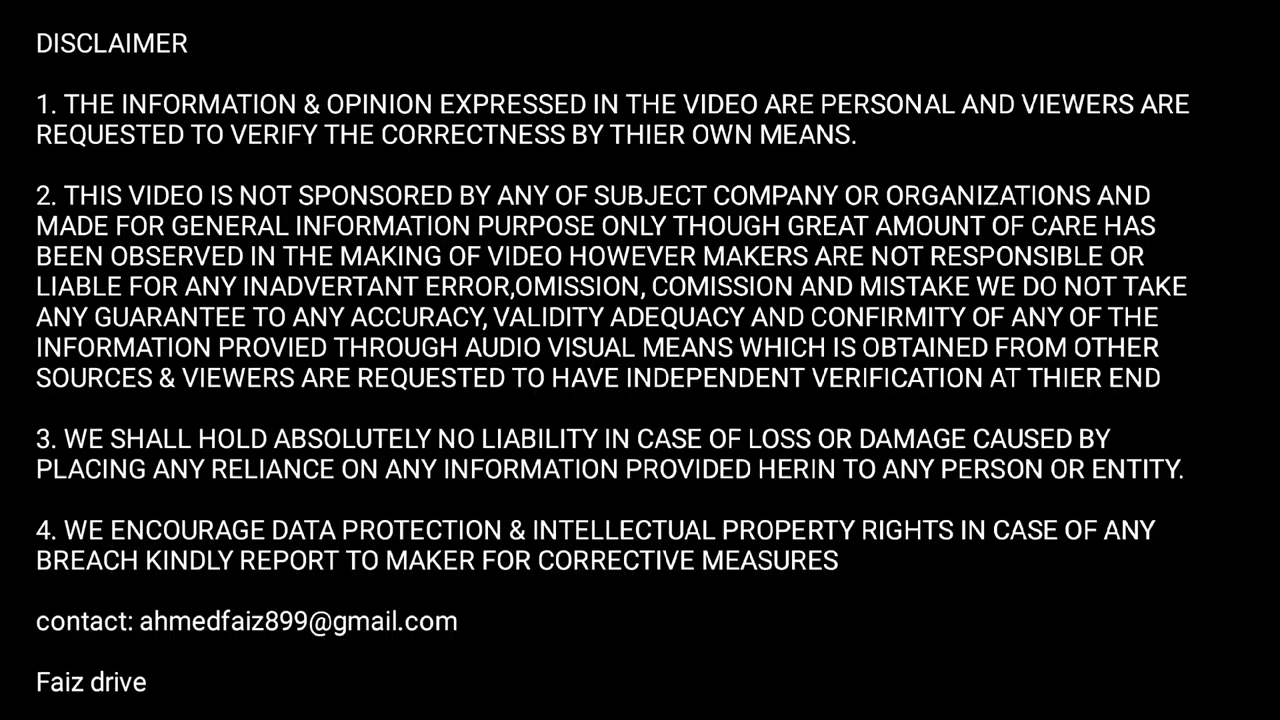 DISCLAIMER
1. THE INFORMATION & OPINION EXPRESSED IN THE VIDEO ARE PERSONAL AND VIEWERS ARE
REQUESTED TO VERIFY THE CORRECTNESS BY THIER OWN MEANS.
2. THIS VIDEO IS NOT SPONSORED BY ANY OF SUBJECT COMPANY OR ORGANIZATIONS AND
MADE FOR GENERAL INFORMATION PURPOSE ONLY THOUGH GREAT AMOUNT OF CARE HAS
BEEN OBSERVED IN THE MAKING OF VIDEO HOWEVER MAKERS ARE NOT RESPONSIBLE OR
LIABLE FOR ANY INADVERTANT ERROR,OMISSION, COMISSION AND MISTAKE WE DO NOT TAKE
ANY GUARANTEE TO ANY ACCURACY, VALIDITY ADEQUACY AND CONFIRMITY OF ANY OF THE
INFORMATION PROVIED THROUGH AUDIO VISUAL MEANS WHICH IS OBTAINED FROM OTHER
SOURCES & VIEWERS ARE REQUESTED TO HAVE INDEPENDENT VERIFICATION AT THIER END
3. WE SHALL HOLD ABSOLUTELY NO LIABILITY IN CASE OF LOSS OR DAMAGE CAUSED BY
PLACING ANY RELIANCE ON ANY INFORMATION PROVIDED HERIN TO ANY PERSON OR ENTITY.
4. WE ENCOURAGE DATA PROTECTION & INTELLECTUAL PROPERTY RIGHTS IN CASE OF ANY
BREACH KINDLY REPORT TO MAKER FOR CORRECTIVE MEASURES
contact: ahmedfaiz899@gmail.com
Faiz drive